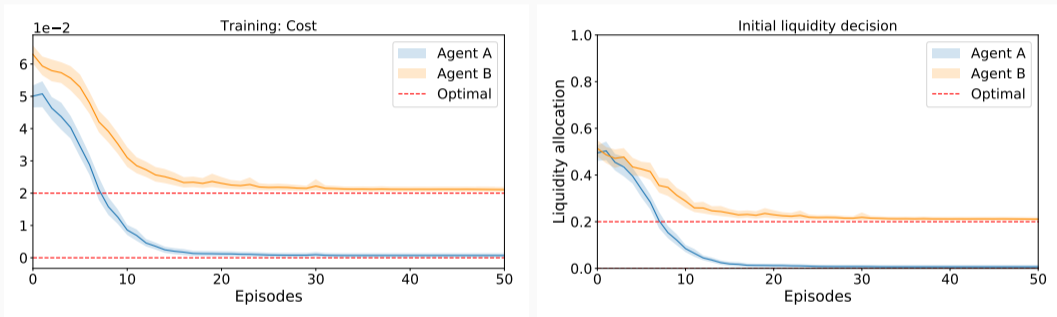 Training: Cost
1e−2
6
5
4
3
2
1
0
0 10 20 30 40 50
Episodes
Agent A
Agent B
Optimal
Initial liquidity decision
Liquidity allocation
1.0
0.8
0.6
0.4
0.2
0.0
0 10 20 30 40 50
Episodes
Agent A
Agent B
Optimal